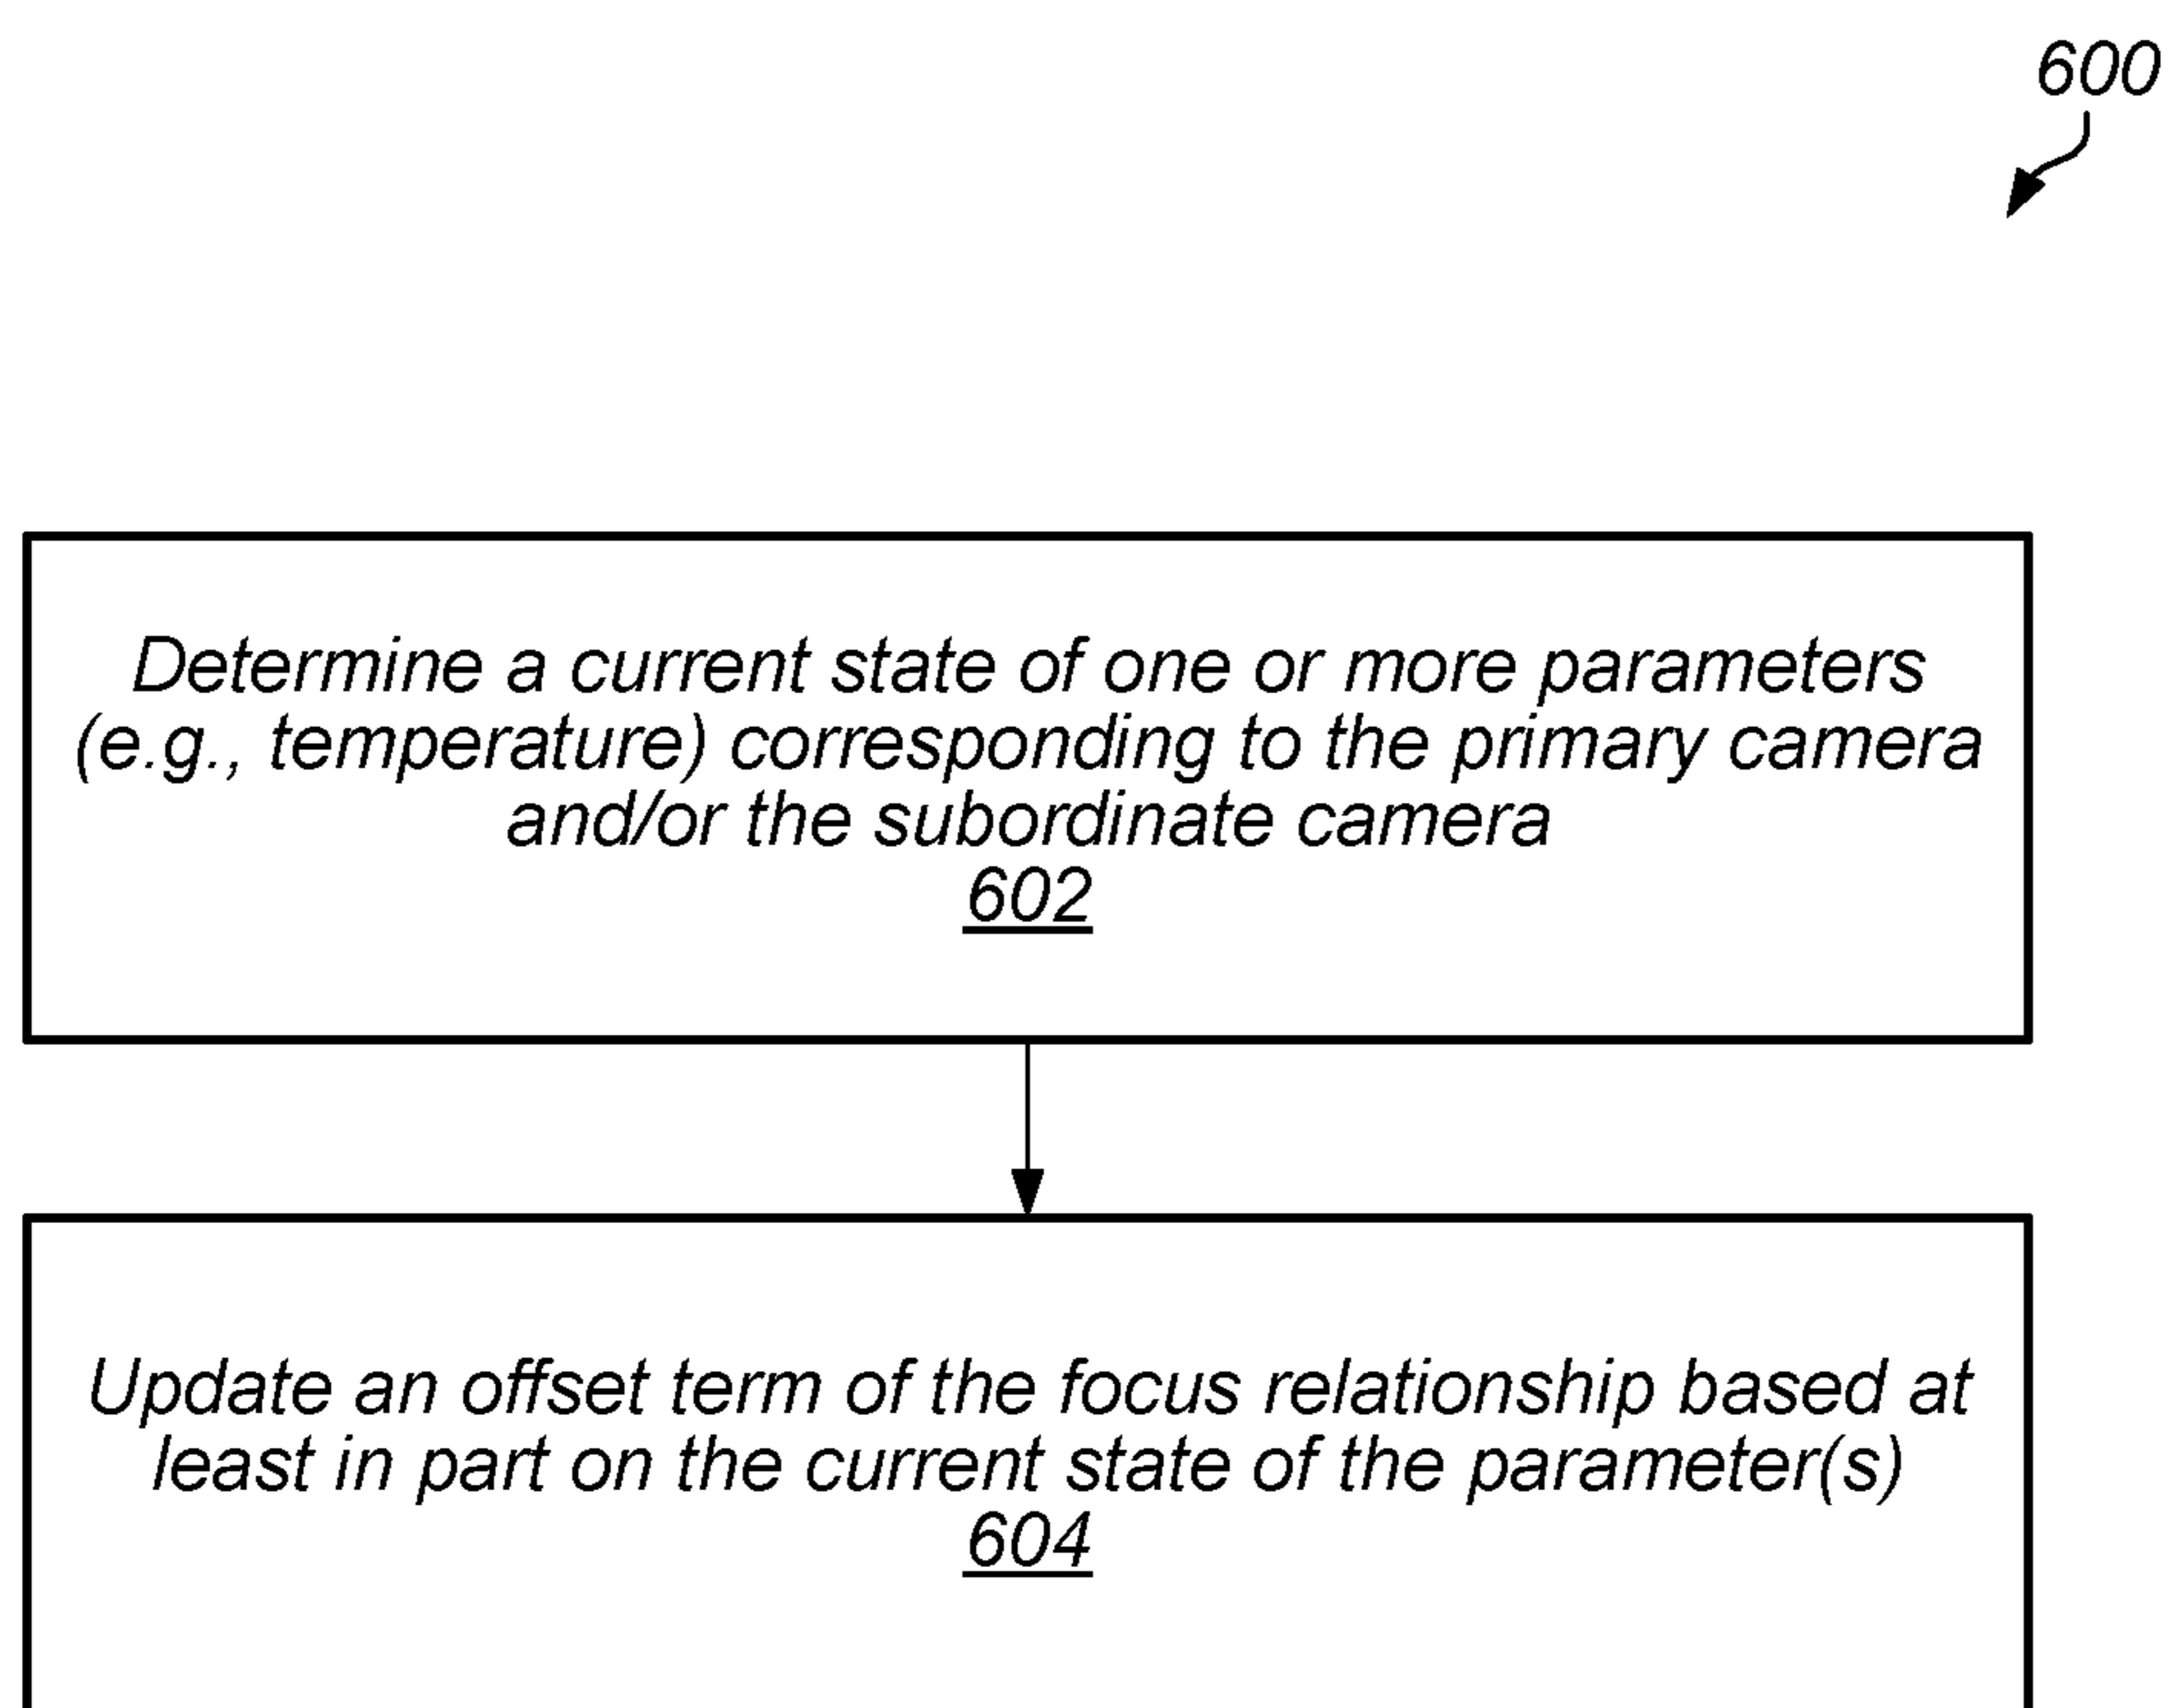 600
Determine a current state of one or more parameters
(e.g., temperature) corresponding to the primary camera
and/or the subordinate camera
602
Update an offset term of the focus relationship based at
least in part on the current state of the parameter(s)
604